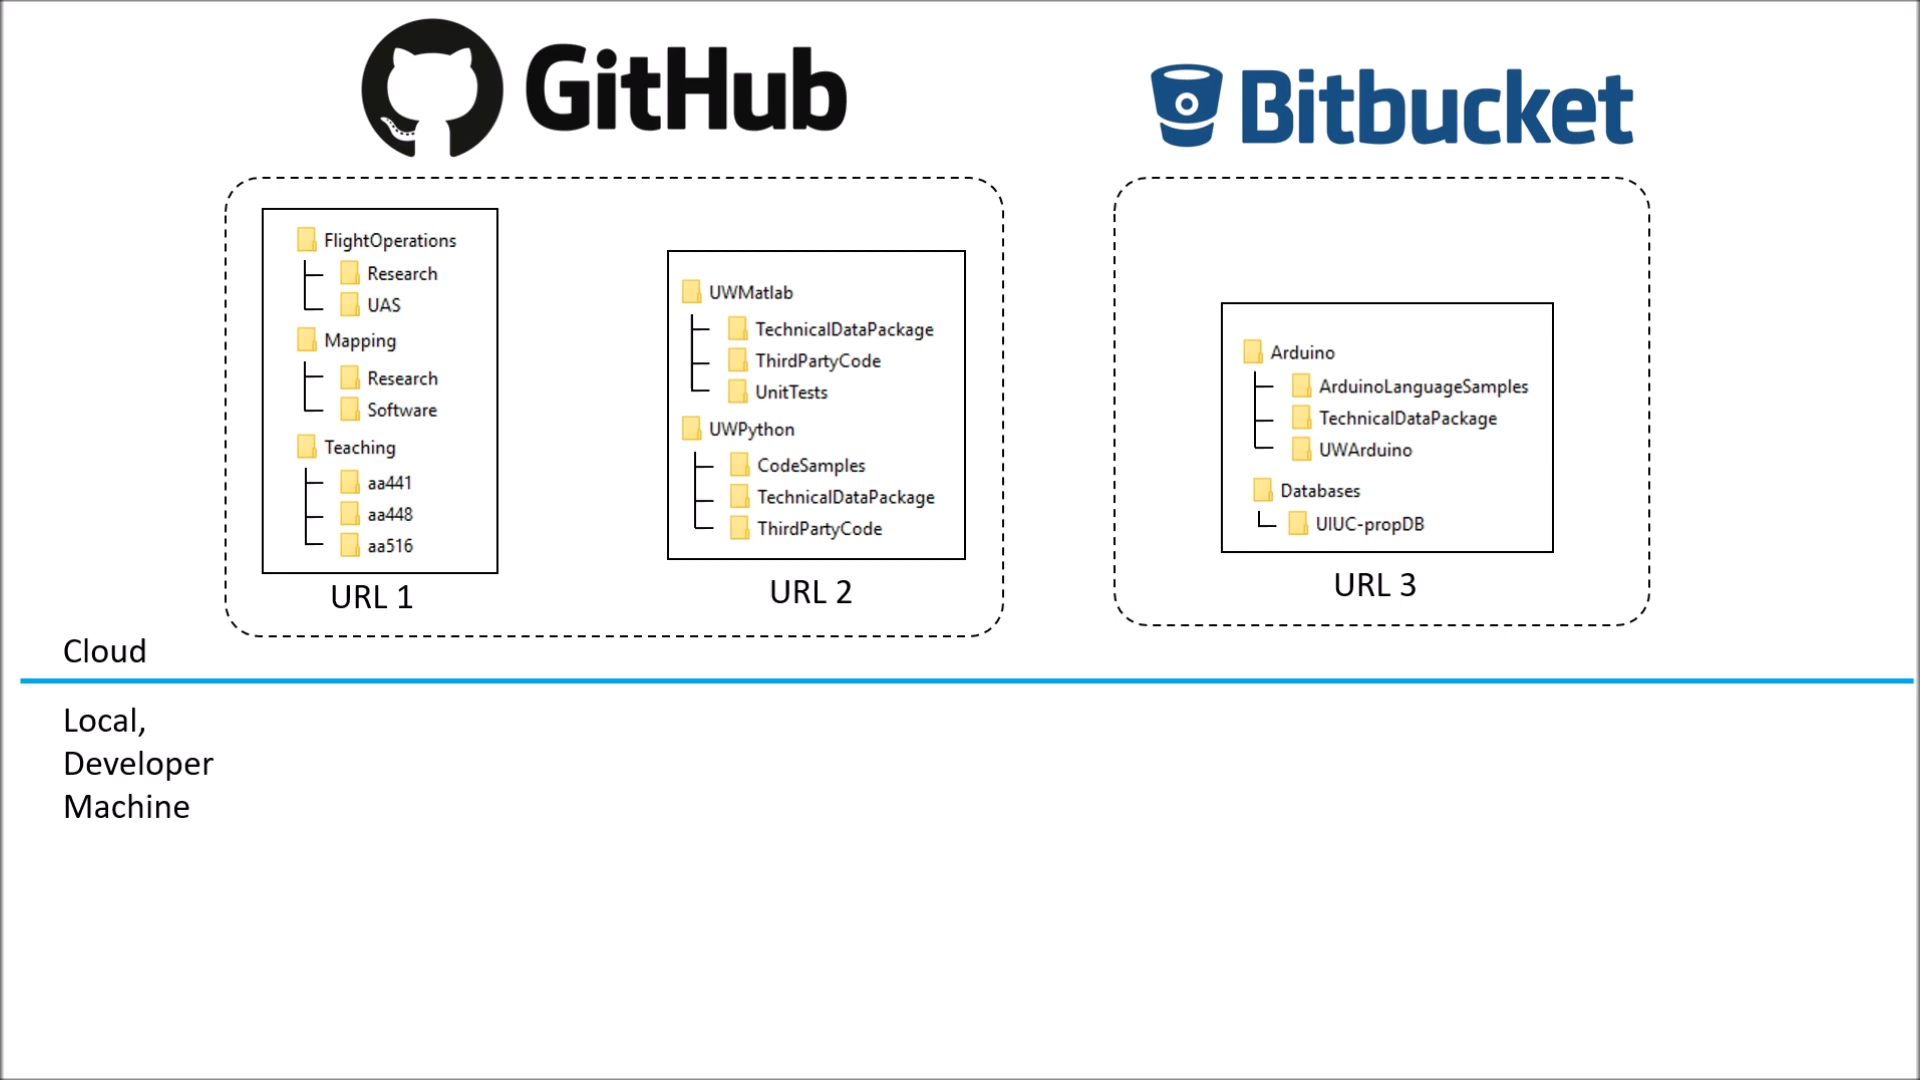 GitHub
Bitbucket
FlightOperations
Research
UAS
Mapping
Research
Software
Teaching
aa441
aa448
aa516
URL 1
UWMatlab
TechnicalDataPackage
ThirdPartyCode
UnitTests
UWPython
CodeSamples
TechnicalDataPackage
ThirdPartyCode
URL 2
Arduino
ArduinoLanguageSamples
TechnicalDataPackage
UWArduino
Databases
UIUC-propDB
URL 3
Cloud
Local,
Developer
Machine